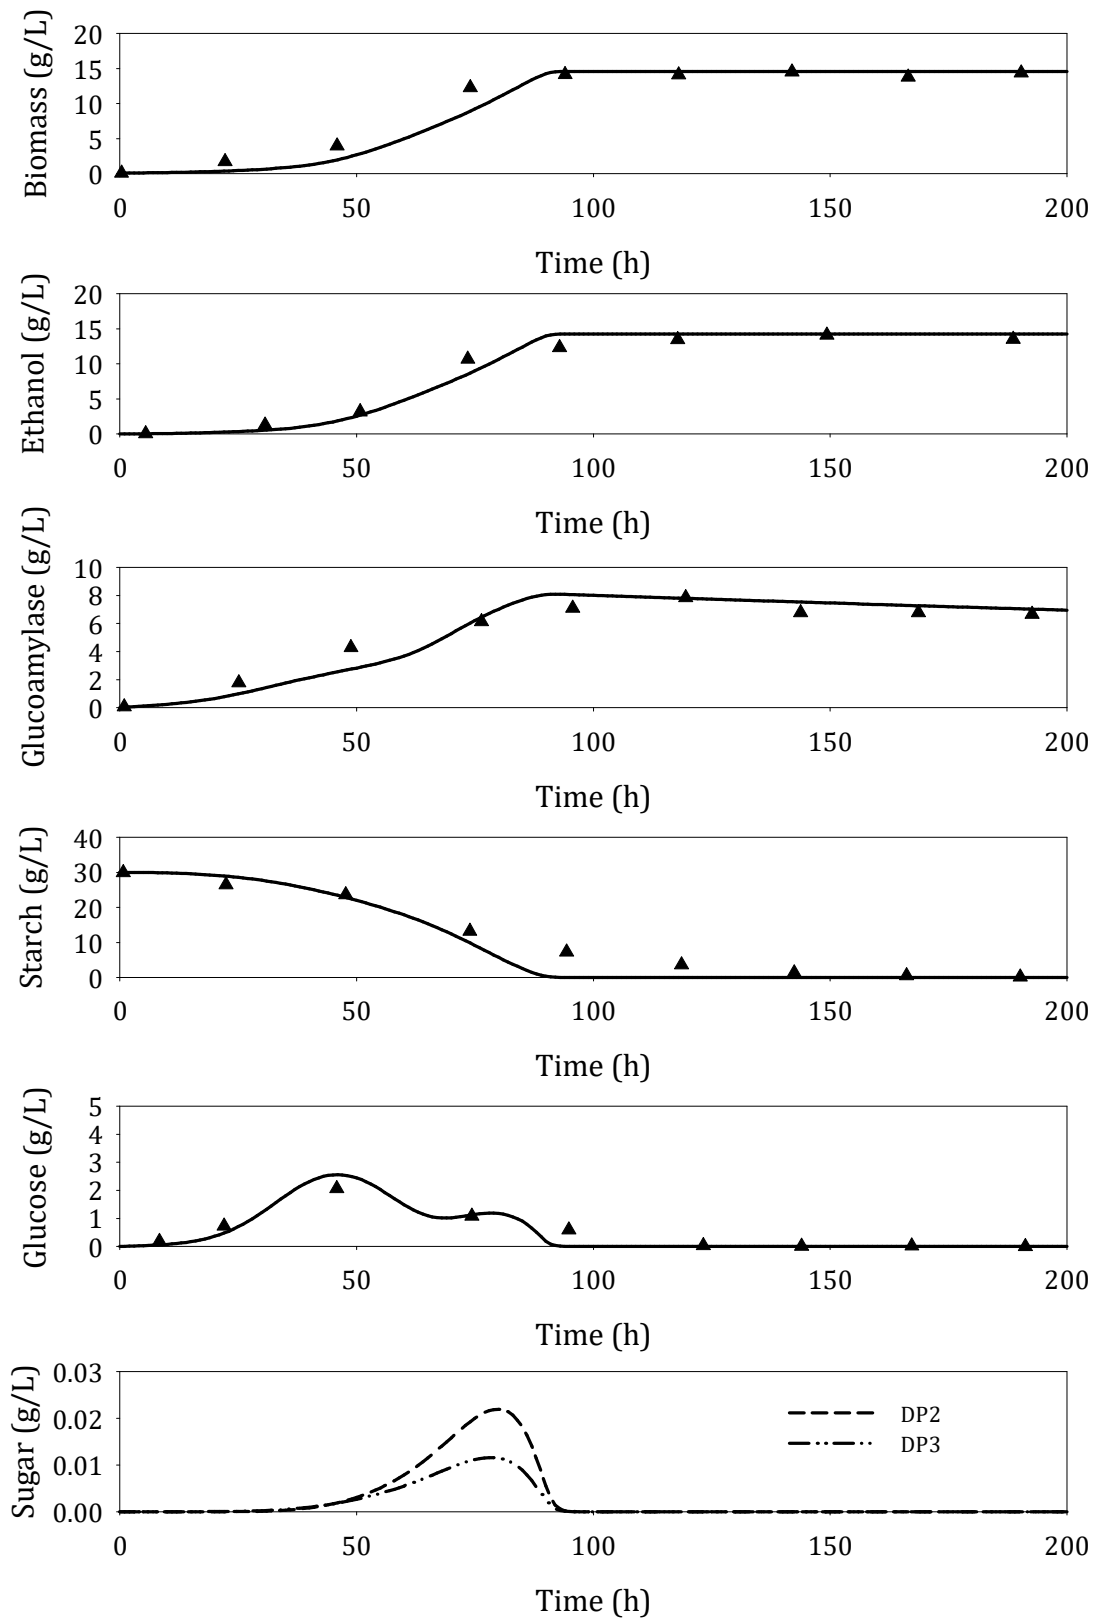 Biomass (g/L)
20
15
10
5
0
0 50 100 150 200
Time (h)
Ethanol (g/L)
20
15
10
5
0
0 50 100 150 200
Time (h)
Glucoamylase (g/L)
10
8
6
4
2
0
0 50 100 150 200
Time (h)
Starch (g/L)
40
30
20
10
0
0 50 100 150 200
Time (h)
Glucose (g/L)
5
4
3
2
1
0
0 50 100 150 200
Time (h)
Sugar (g/L)
0.03
0.02
0.01
0.00
DP2
DP3
0 50 100 150 200
Time (h)